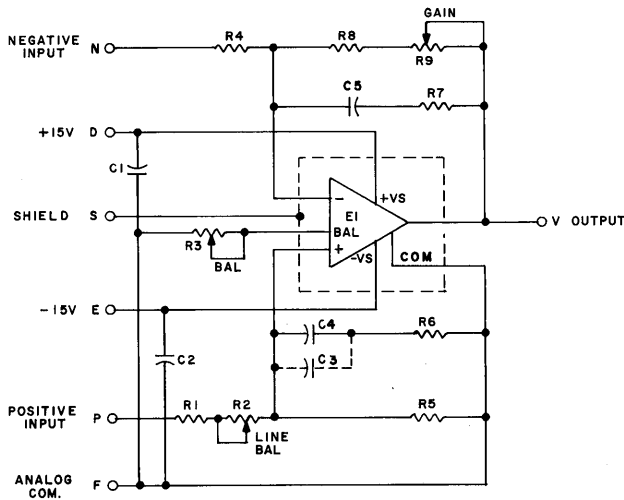 GAIN
NEGATIVE INPUT N
R4
R8
R9
C5
R7
+15V D
C1
+VS
-
E1
SHIELD S
V OUTPUT
BAL
R3
BAL
+
-VS
COM
-15V E
C4
R6
C2
C3
R1
R2
R5
POSITIVE INPUT P
LINE BAL
ANALOG COM. F